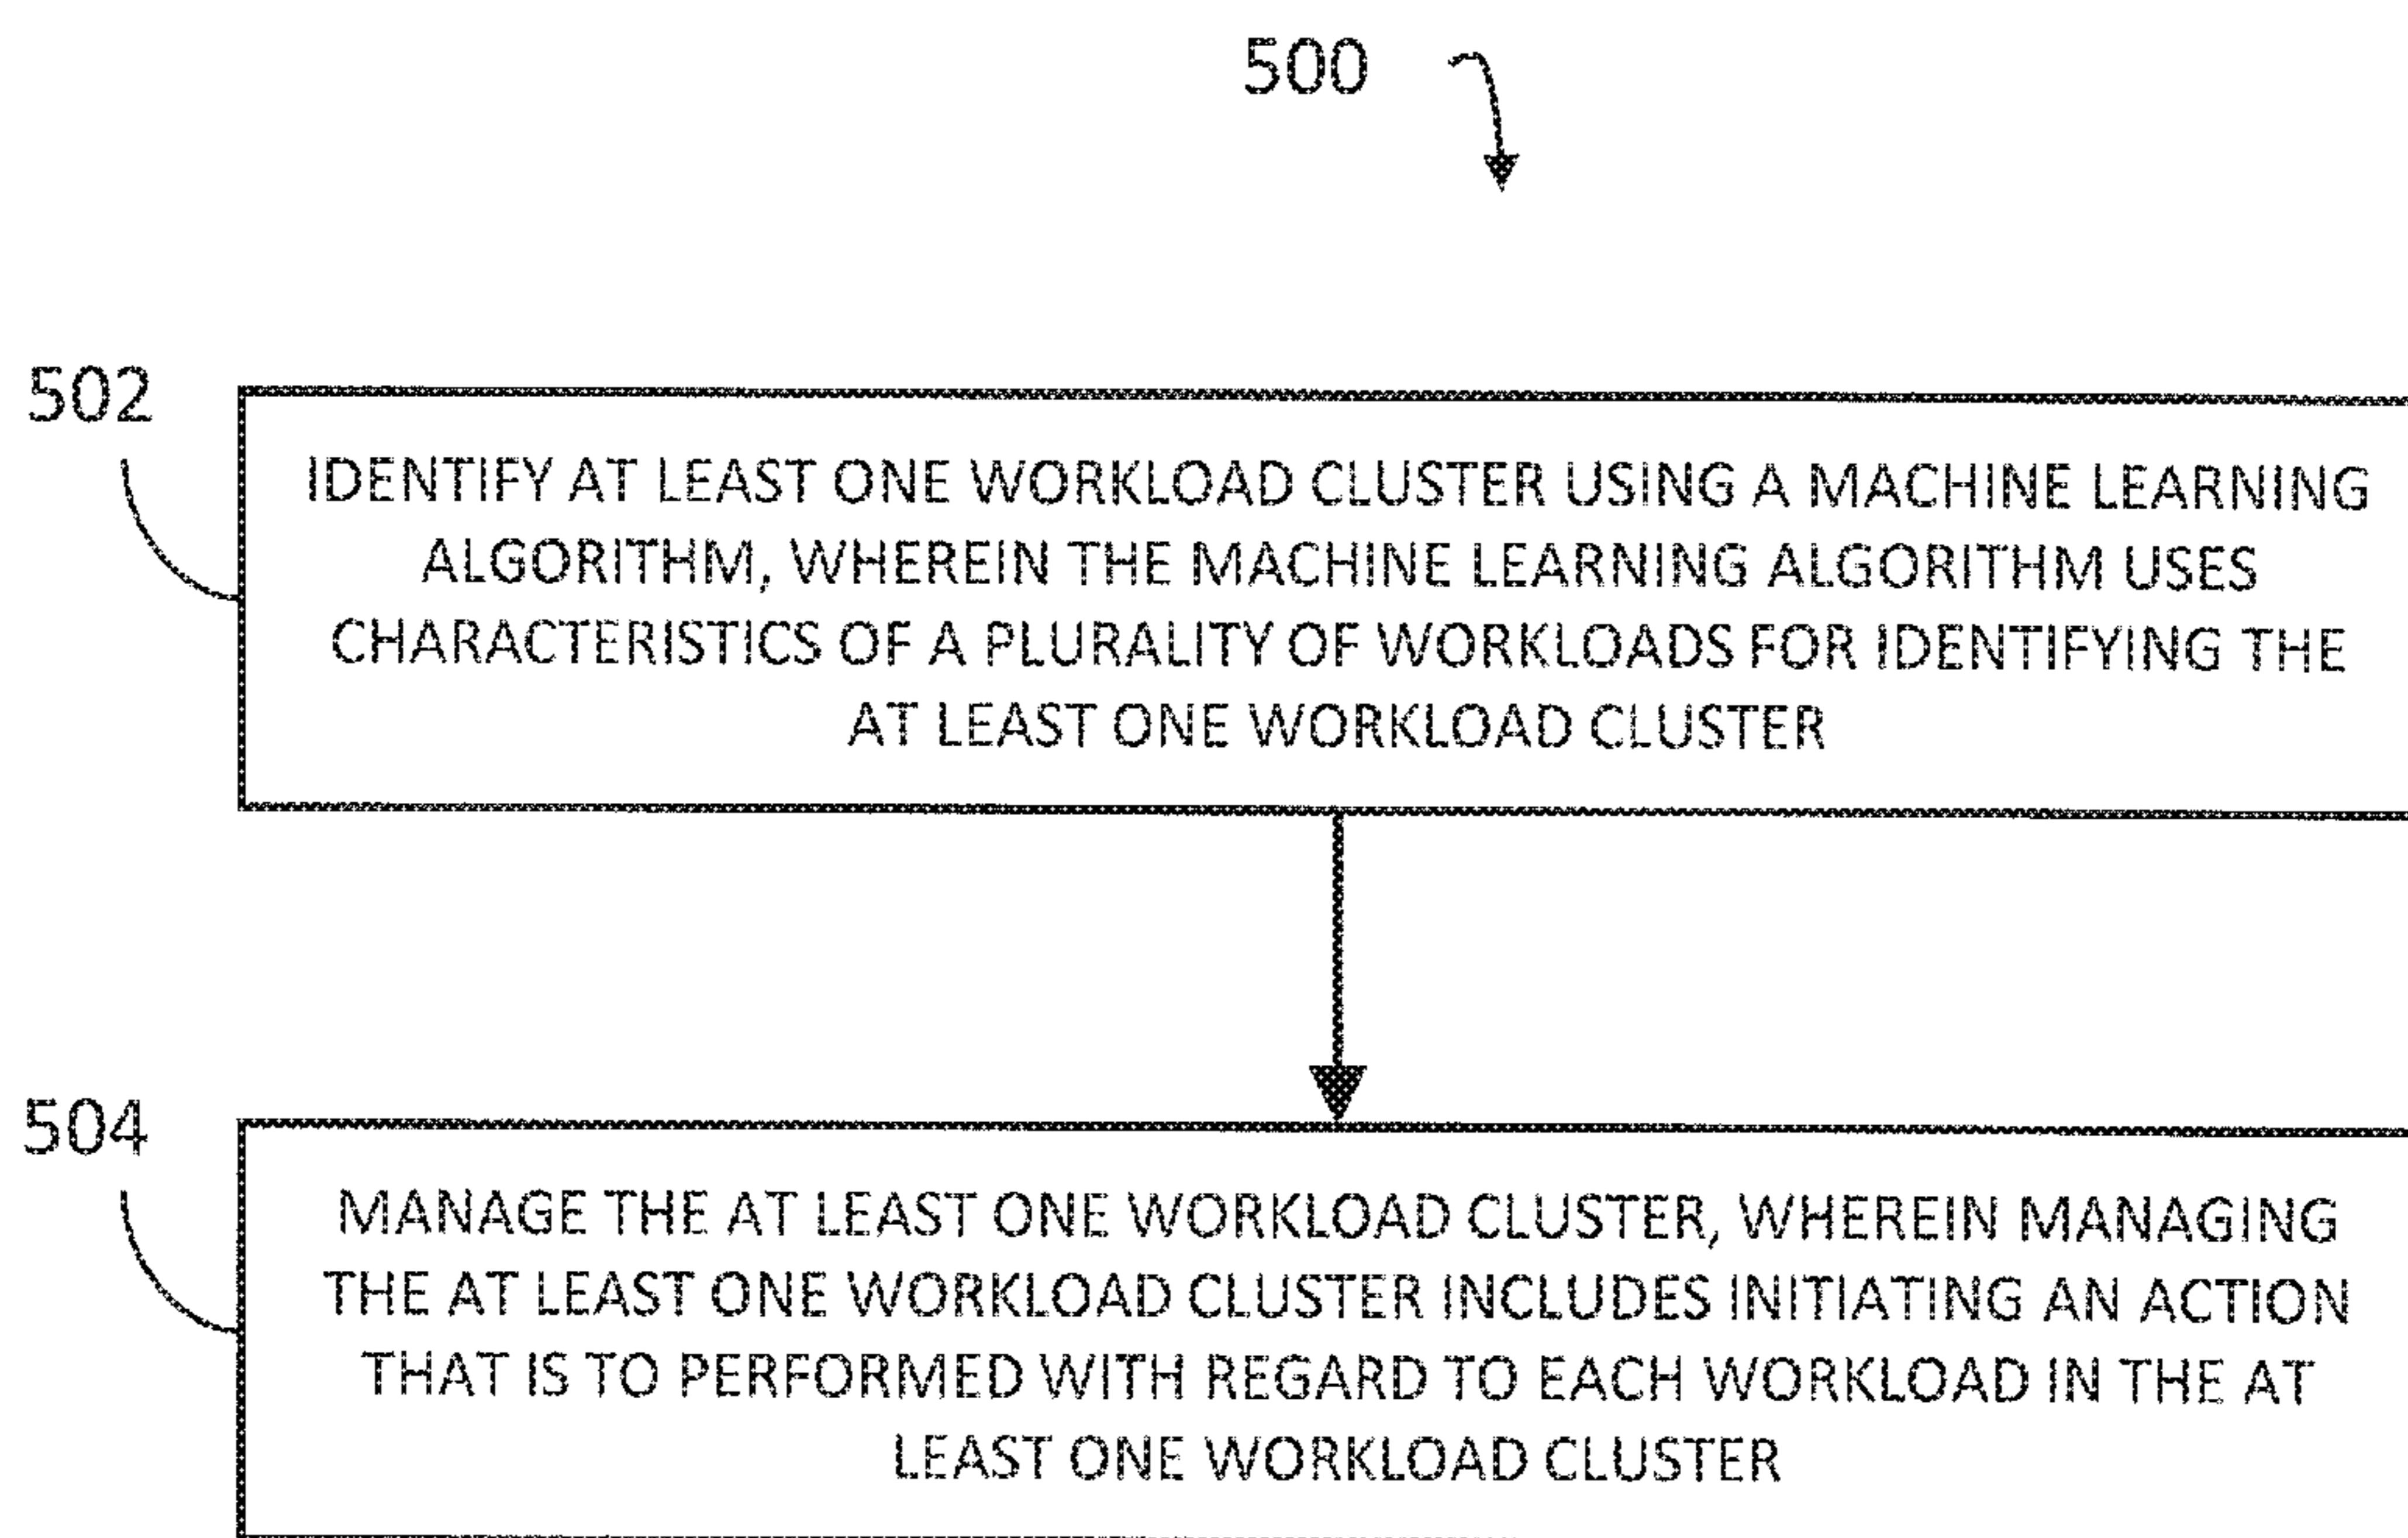 500
502
IDENTIFY AT LEAST ONE WORKLOAD CLUSTER USING A MACHINE LEARNING
ALGORITHM, WHEREIN THE MACHINE LEARNING ALGORITHM USES
CHARACTERISTICS OF A PLURALITY OF WORKLOADS FOR IDENTIFYING THE
AT LEAST ONE WORKLOAD CLUSTER
504
MANAGE THE AT LEAST ONE WORKLOAD CLUSTER, WHEREIN MANAGING
THE AT LEAST ONE WORKLOAD CLUSTER INCLUDES INITIATING AN ACTION
THAT IS TO PERFORMED WITH REGARD TO EACH WORKLOAD IN THE AT
LEAST ONE WORKLOAD CLUSTER